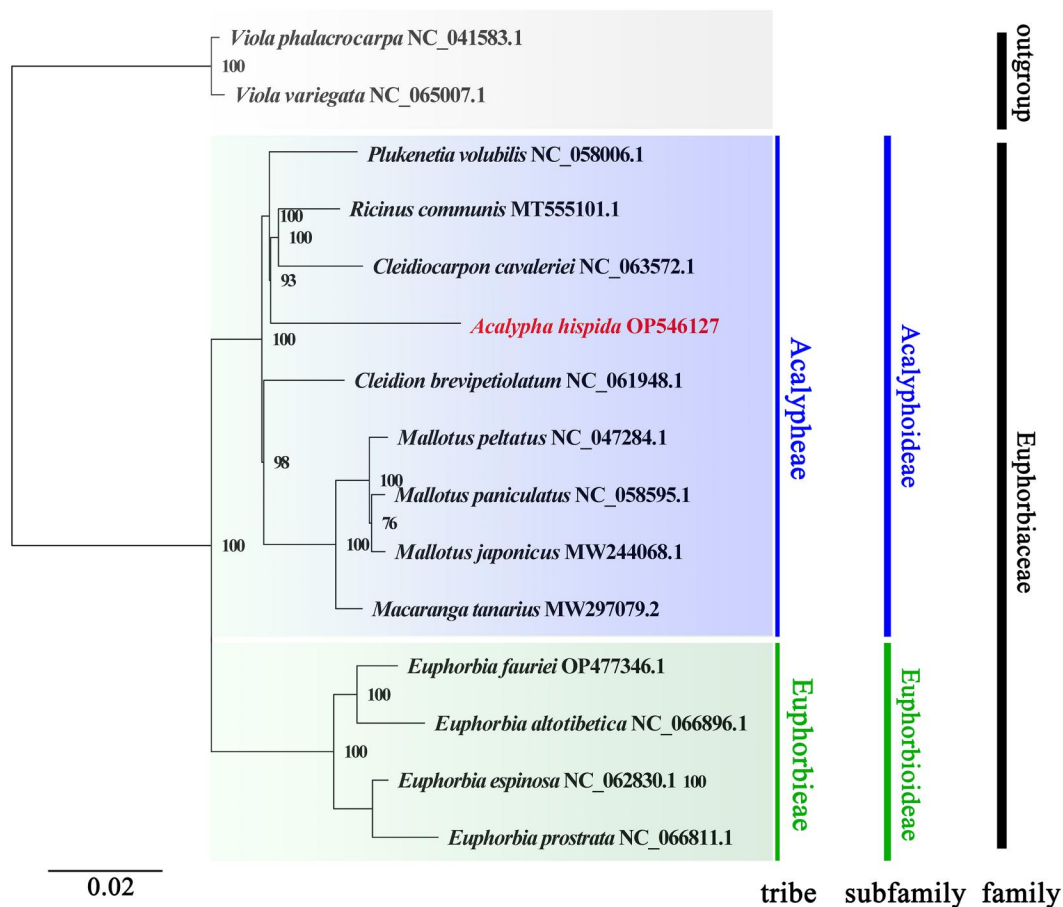 Viola phalacrocarpa NC_041583.1
100
Viola variegata NC_065007.1
outgroup
Plukenetia volubilis NC_058006.1
Ricinus communis MT555101.1
100
100
Cleidiocarpon cavaleriei NC_063572.1
93
Acalypha hispida OP546127
100
Cleidion brevipetiolatum NC_061948.1
Mallotus peltatus NC_047284.1
98
100
Mallotus paniculatus NC_058595.1
76
100
100
Mallotus japonicus MW244068.1
Macaranga tanarius MW297079.2
Acalypheae
Acalyphoideae
Euphorbiaceae
Euphorbia fauriei OP477346.1
100
Euphorbia altotibetica NC_066896.1
100
Euphorbia espinosa NC_062830.1 100
Euphorbia prostrata NC_066811.1
Euphorbieae
Euphorbioideae
0.02
tribe subfamily family